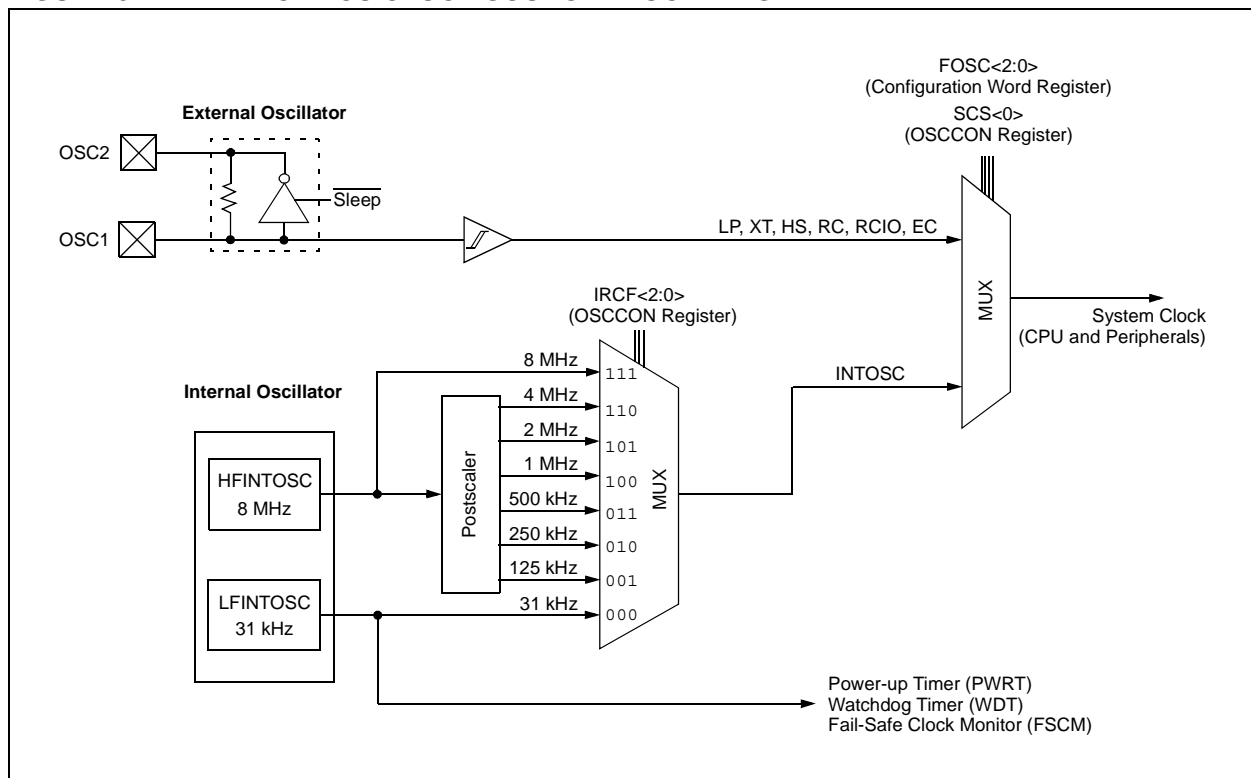 FOSC<2:0>
(Configuration Word Register)
SCS<0>
(OSCCON Register)
External Oscillator
OSC2
Sleep
OSC1
LP, XT, HS, RC, RCIO, EC
IRCF<2:0>
(OSCCON Register)
MUX
System Clock
(CPU and Peripherals)
8 MHz
111
INTOSC
Internal Oscillator
4 MHz
110
2 MHz
101
HFINTOSC
8 MHz
Postscaler
1 MHz
100
MUX
500 kHz
011
250 kHz
010
125 kHz
001
LFINTOSC
31 kHz
31 kHz
000
Power-up Timer (PWRT)
Watchdog Timer (WDT)
Fail-Safe Clock Monitor (FSCM)